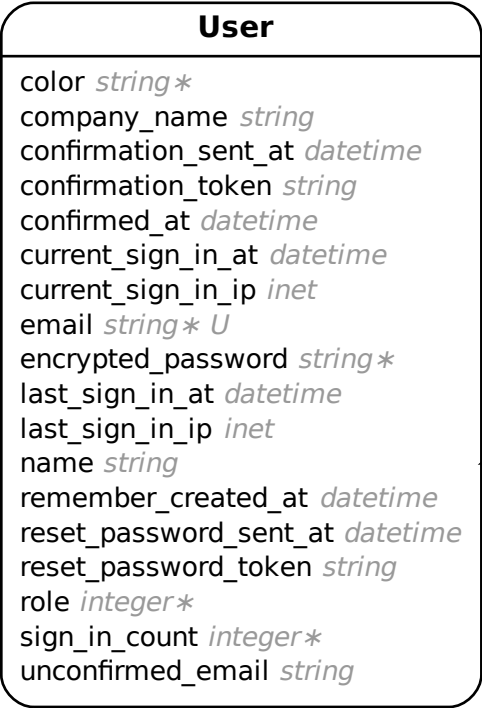 User
color string*
company_name string
confirmation_sent_at datetime
confirmation_token string
confirmed_at datetime
current_sign_in_at datetime
current_sign_in_ip inet
email string* U
encrypted_password string*
last_sign_in_at datetime
last_sign_in_ip inet
name string
remember_created_at datetime
reset_password_sent_at datetime
reset_password_token string
role integer*
sign_in_count integer*
unconfirmed_email string